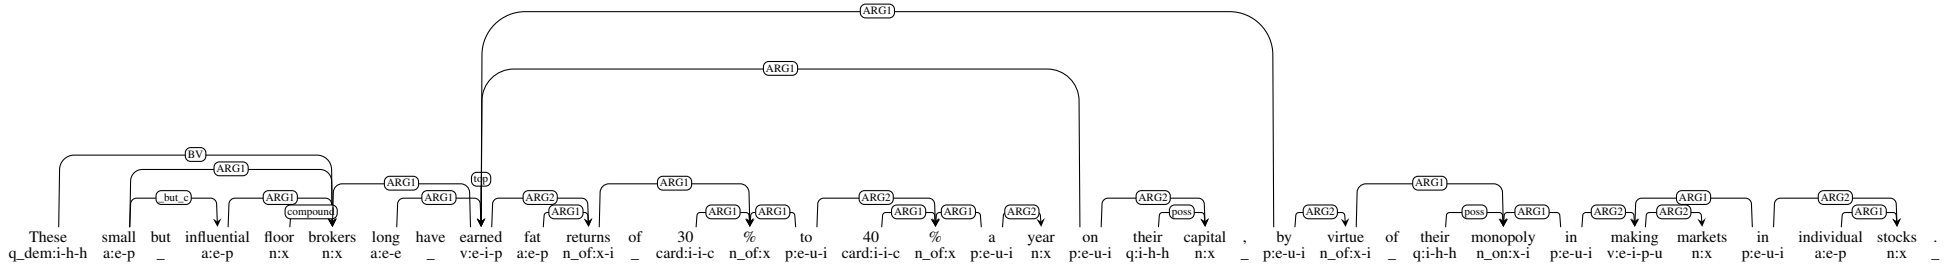 ARG1
ARG1
BV
ARG1 ARG1 top ARG1 ARG1
_but_c ARG1 ARG1 ARG2 ARG2 ARG2 ARG1 ARG2
compound ARG1 ARG1 ARG1 ARG1 ARG1 ARG2 poss ARG2 poss ARG1 ARG2 ARG2 ARG1
These small but influential floor brokers long have earned fat returns of 30 % to 40 % a year on their capital , by virtue of their monopoly in making markets in individual stocks .
q_dem:i-h-h a:e-p _ a:e-p n:x n:x a:e-e _ v:e-i-p a:e-p n_of:x-i _ card:i-i-c n_of:x p:e-u-i card:i-i-c n_of:x p:e-u-i n:x p:e-u-i q:i-h-h n:x _ p:e-u-i n_of:x-i _ q:i-h-h n_on:x-i p:e-u-i v:e-i-p-u n:x p:e-u-i a:e-p n:x _